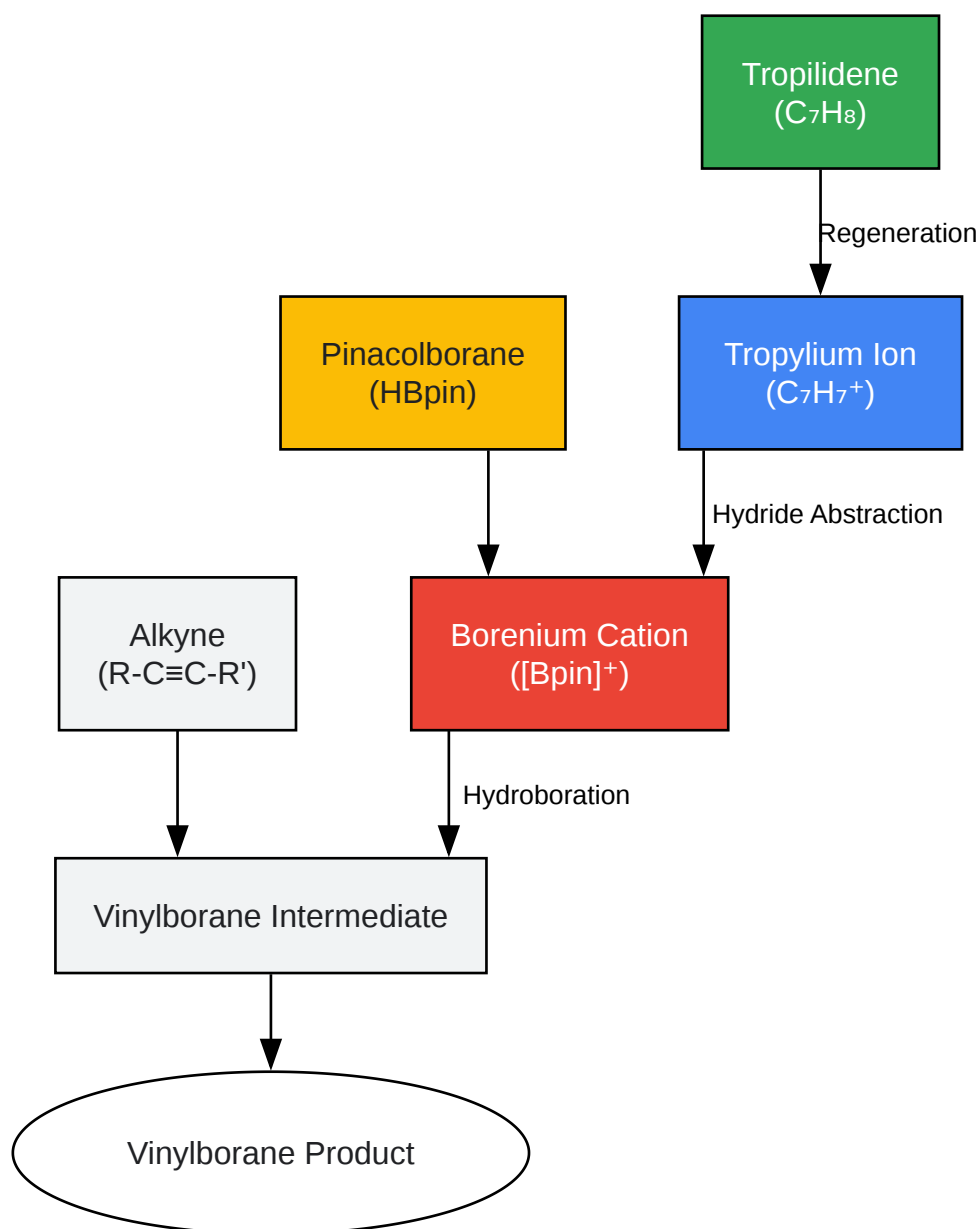 Tropilidene
(C₇H₈)
Regeneration
Pinacolborane
(HBpin)
Tropylium Ion
(C₇H₇⁺)
Hydride Abstraction
Alkyne
(R-C≡C-R')
Borenium Cation
([Bpin]⁺)
Hydroboration
Vinylborane Intermediate
Vinylborane Product